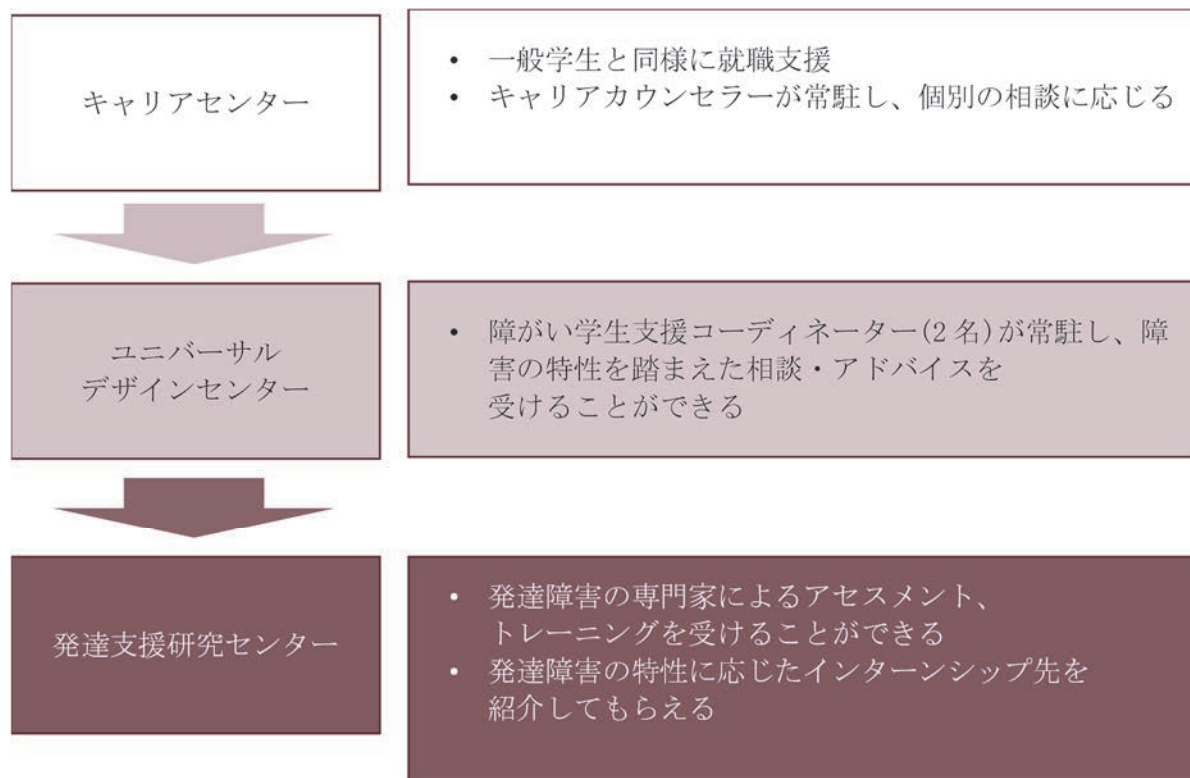 キャリアセンター
• 一般学生と同様に就職支援
• キャリアカウンセラーが常駐し、個別の相談に応じる
ユニバーサル
デザインセンター
• 障がい学生支援コーディネーター(2名)が常駐し、障
害の特性を踏まえた相談・アドバイスを
受けることができる
発達支援研究センター
• 発達障害の専門家によるアセスメント、
トレーニングを受けることができる
• 発達障害の特性に応じたインターンシップ先を
紹介してもらえる